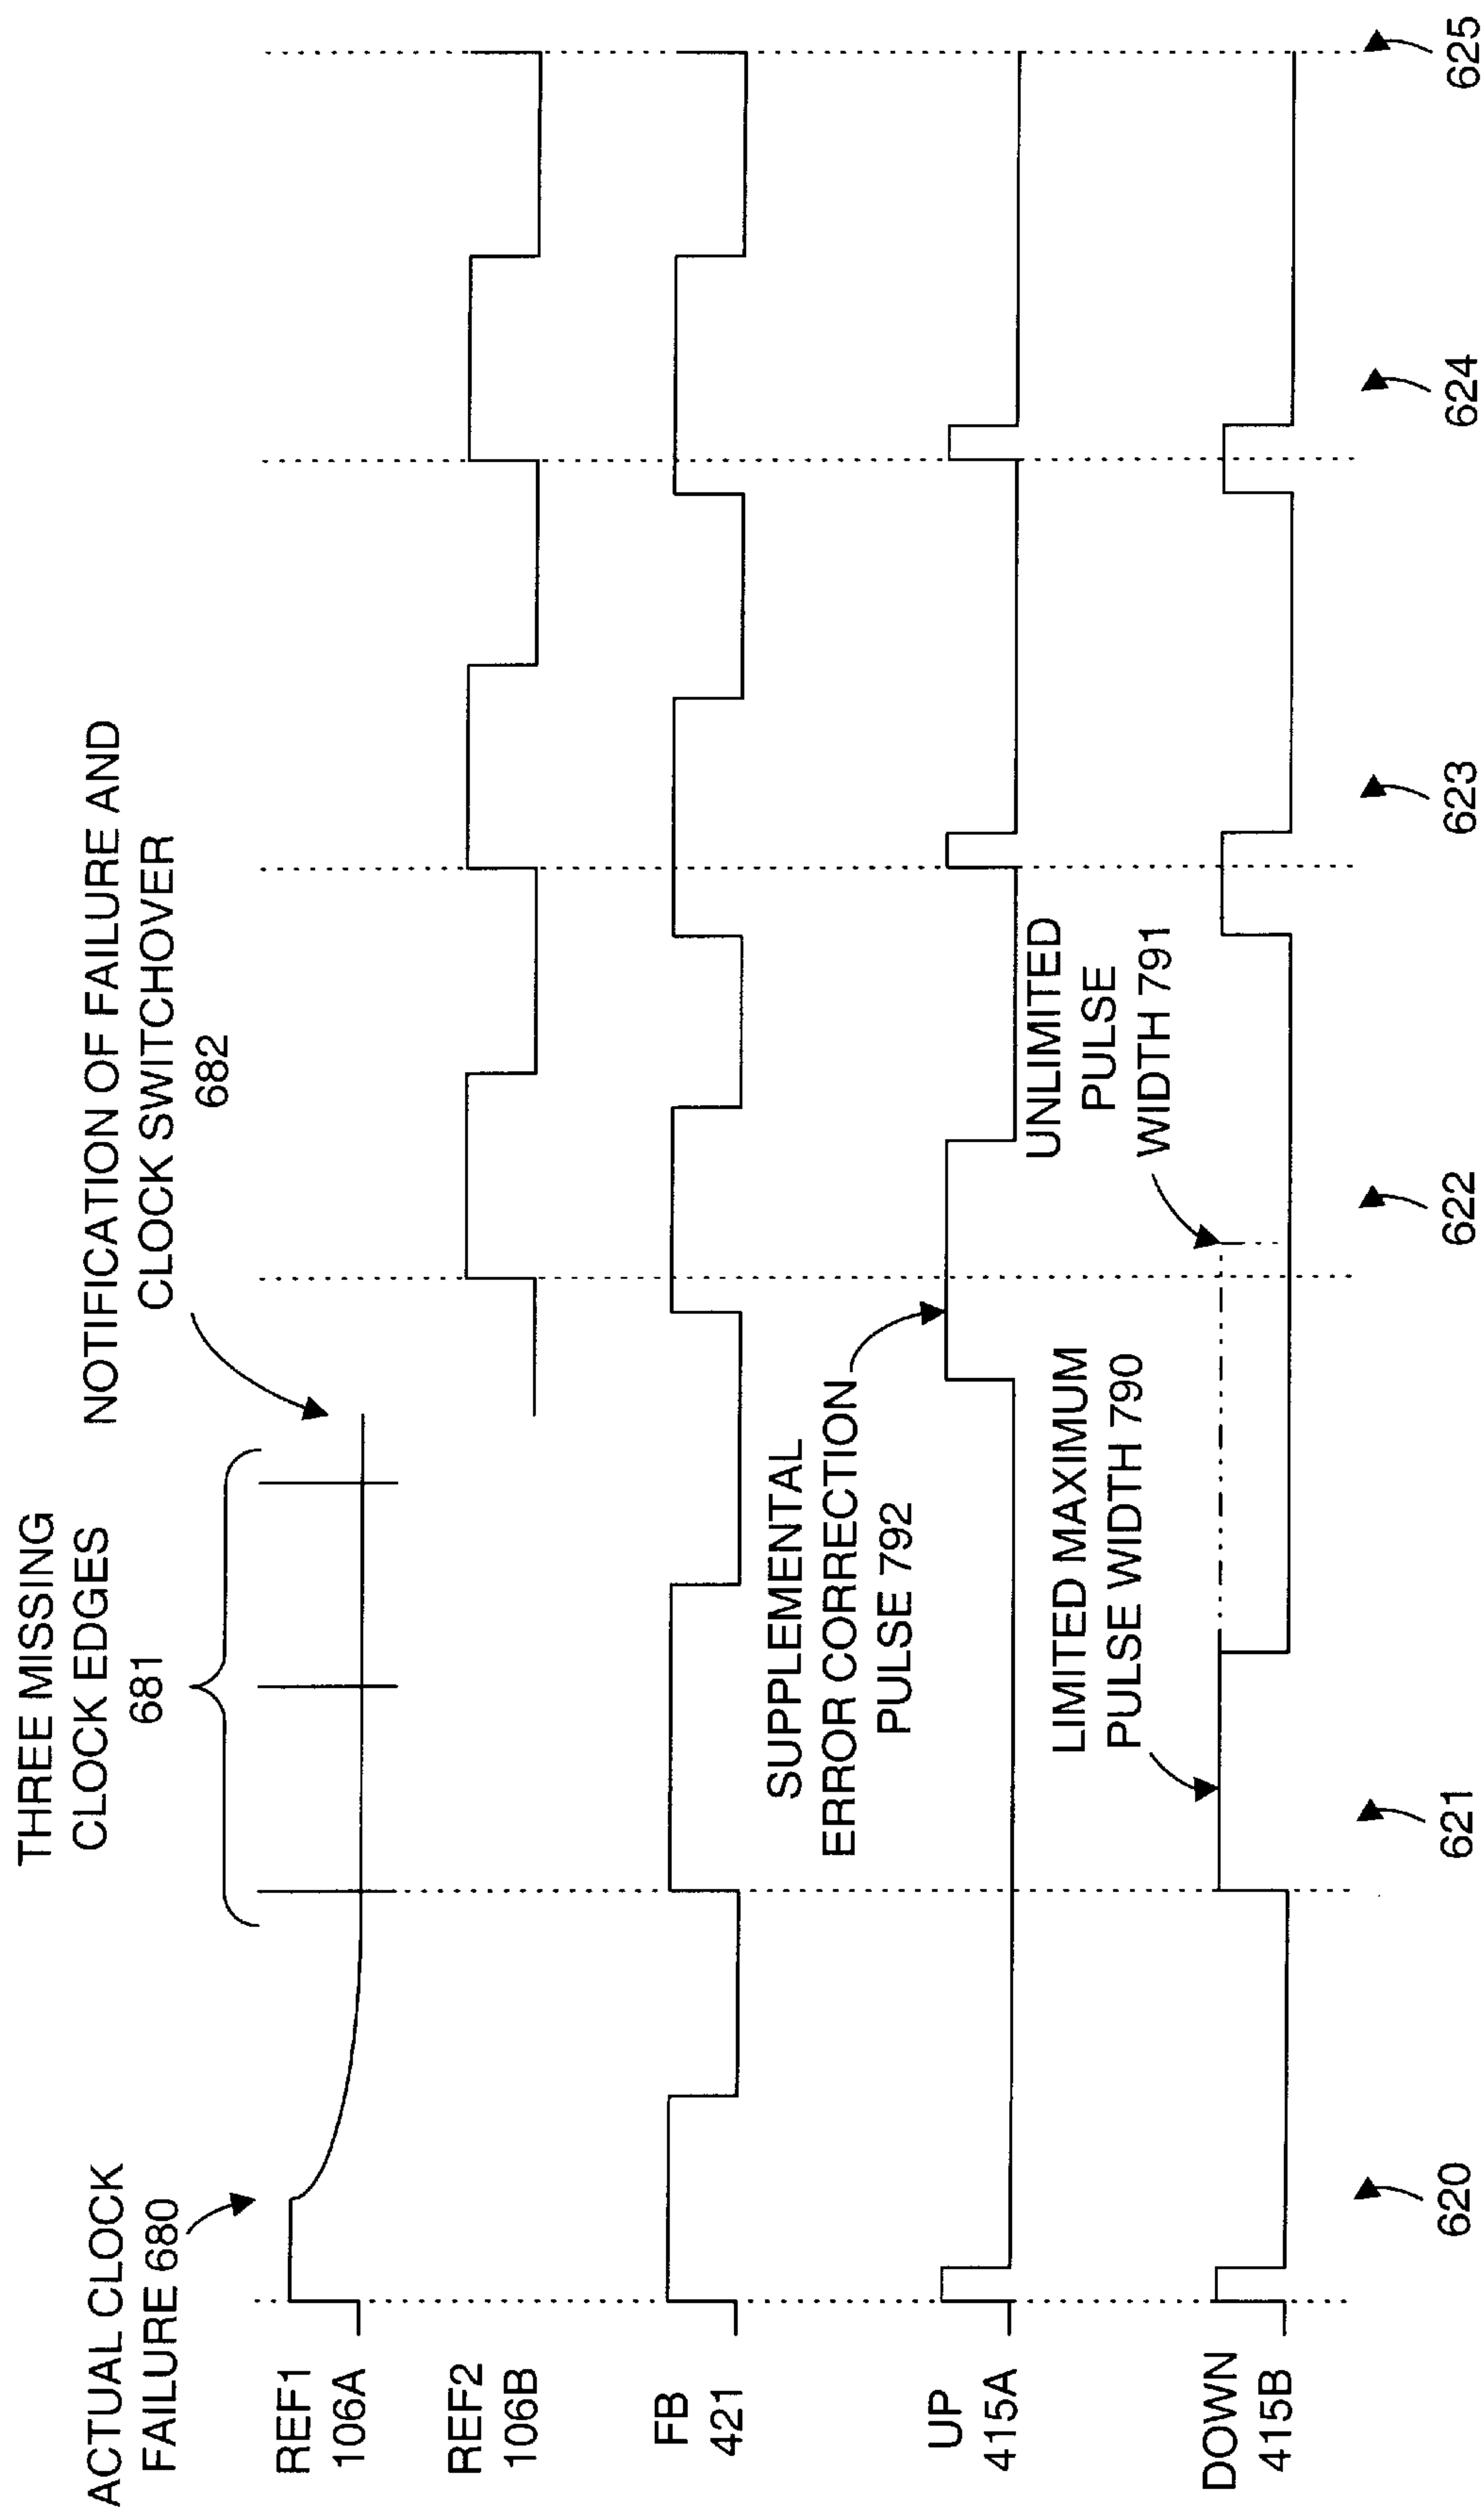 ACTUAL CLOCK
FAILURE 680
THREE MISSING
CLOCK EDGES
681
NOTIFICATION OF FAILURE AND
CLOCK SWITCHOVER
682
REF1
106A
REF2
106B
FB
421
SUPPLEMENTAL
ERROR CORRECTION
PULSE 792
UP
415A
UNLIMITED
PULSE
WIDTH 791
LIMITED MAXIMUM
PULSE WIDTH 790
DOWN
415B
620
621
622
623
624
625